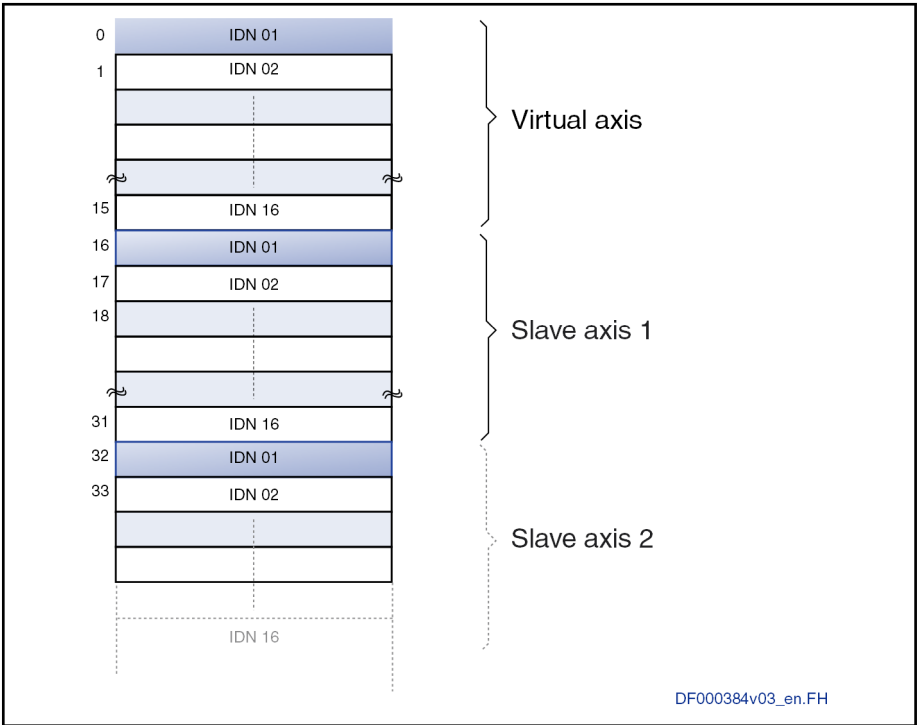 0 IDN 01
1 IDN 02
Virtual axis
15 IDN 16
16 IDN 01
17 IDN 02
18
Slave axis 1
31 IDN 16
32 IDN 01
33 IDN 02
Slave axis 2
IDN 16
DF000384v03_en.FH